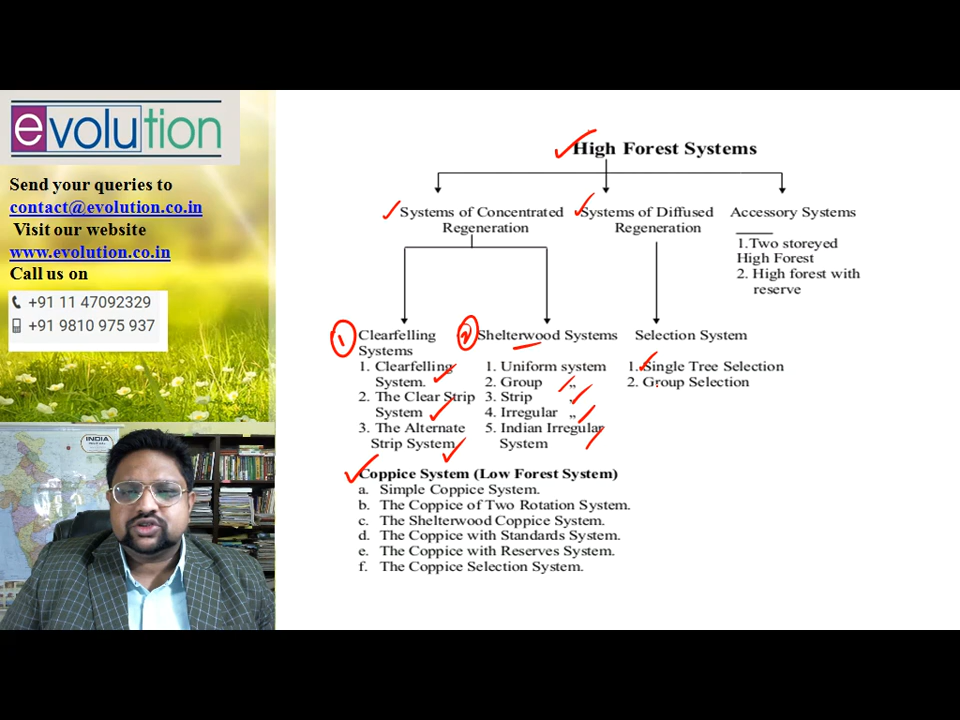 evolution
Send your queries to
contact@evolution.co.in
Visit our website
www.evolution.co.in
Call us on
+91 11 47092329
+91 9810 975 937
INDIA
High Forest Systems
Systems of Concentrated
Regeneration
Systems of Diffused
Regeneration
Accessory Systems
1.Two storeyed
High Forest
2. High forest with
reserve
1
Clearfelling
Systems
1. Clearfelling
System.
2. The Clear Strip
System
3. The Alternate
Strip System
2
Shelterwood Systems
1. Uniform system
2. Group „
3. Strip „
4. Irregular „
5. Indian Irregular
System
Selection System
1. Single Tree Selection
2. Group Selection
Coppice System (Low Forest System)
a. Simple Coppice System.
b. The Coppice of Two Rotation System.
c. The Shelterwood Coppice System.
d. The Coppice with Standards System.
e. The Coppice with Reserves System.
f. The Coppice Selection System.